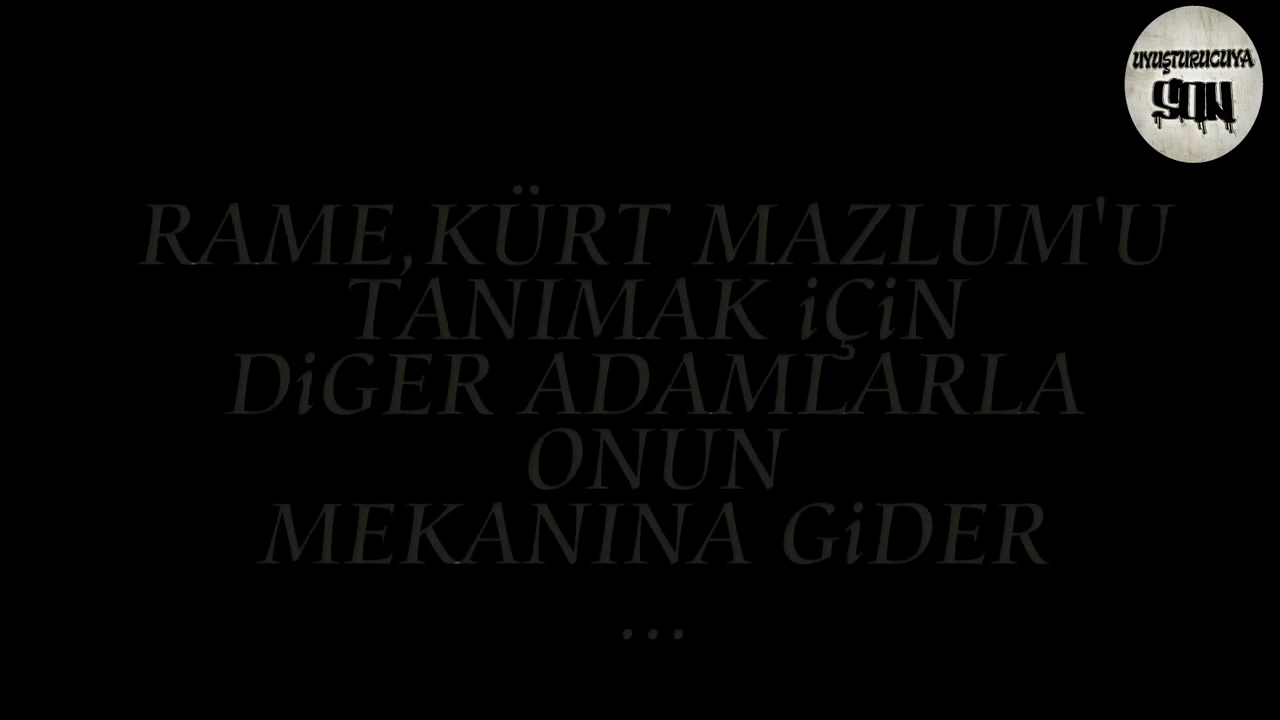 UYUŞTURUCUYA
SON
RAME,KÜRT MAZLUM'U
TANIMAK iÇiN
DiGER ADAMLARLA
ONUN
MEKANINA GiDER
...